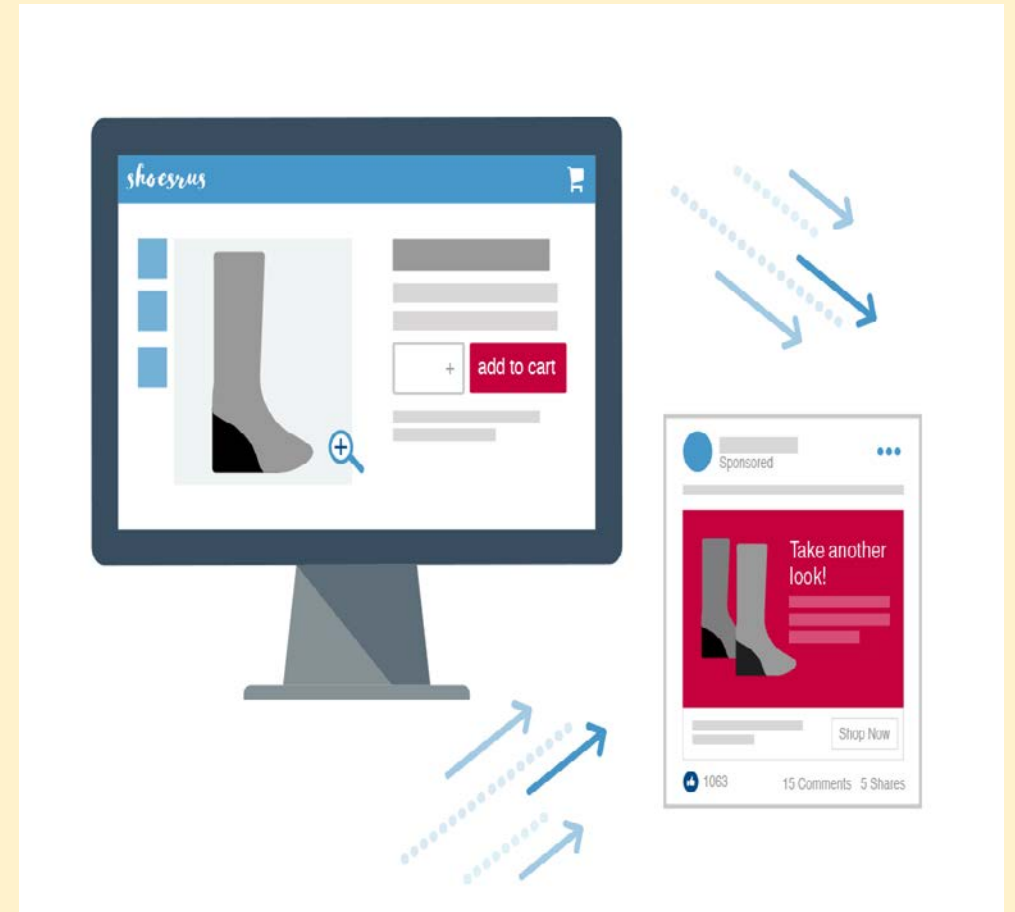 shoesrus
+ add to cart
Sponsored
Take another
look!
Shop Now
1063 15 Comments 5 Shares